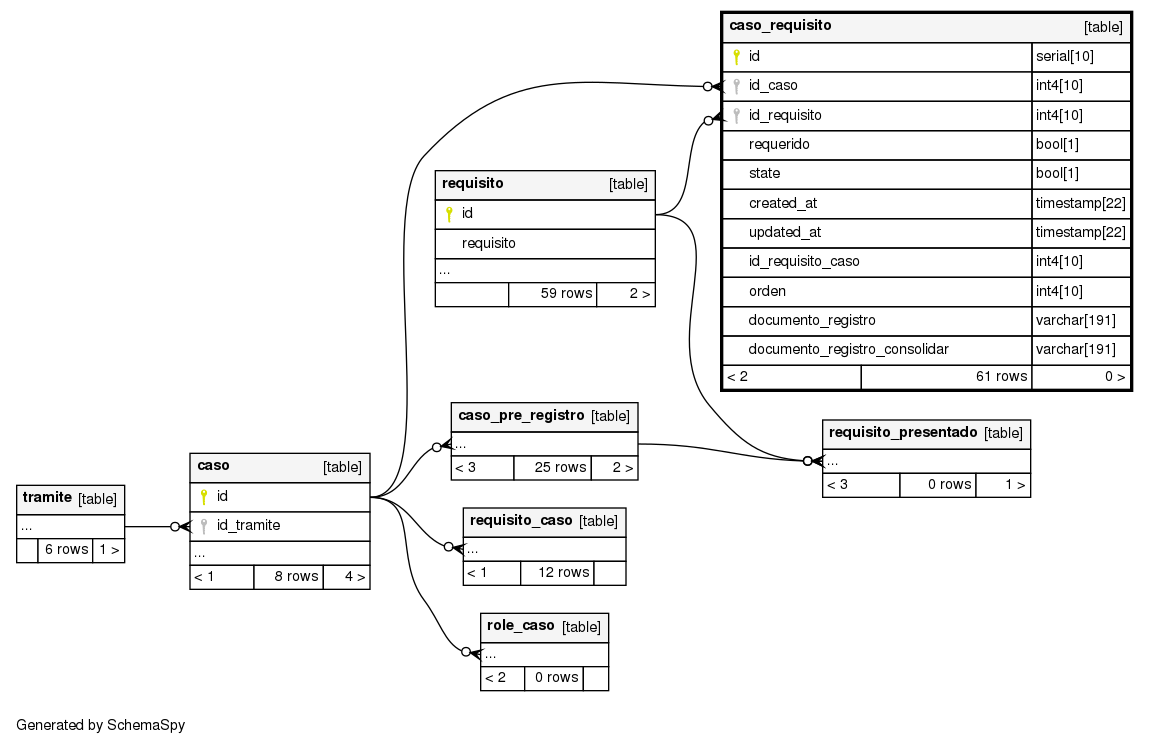 caso_requisito [table]
id serial[10]
id_caso int4[10]
id_requisito int4[10]
requerido bool[1]
state bool[1]
created_at timestamp[22]
updated_at timestamp[22]
id_requisito_caso int4[10]
orden int4[10]
documento_registro varchar[191]
documento_registro_consolidar varchar[191]
< 2 61 rows 0 >
requisito [table]
id
requisito
...
59 rows 2 >
caso_pre_registro [table]
...
< 3 25 rows 2 >
requisito_presentado [table]
...
< 3 0 rows 1 >
caso [table]
id
id_tramite
...
< 1 8 rows 4 >
tramite [table]
...
6 rows 1 >
requisito_caso [table]
...
< 1 12 rows
role_caso [table]
...
< 2 0 rows
Generated by SchemaSpy